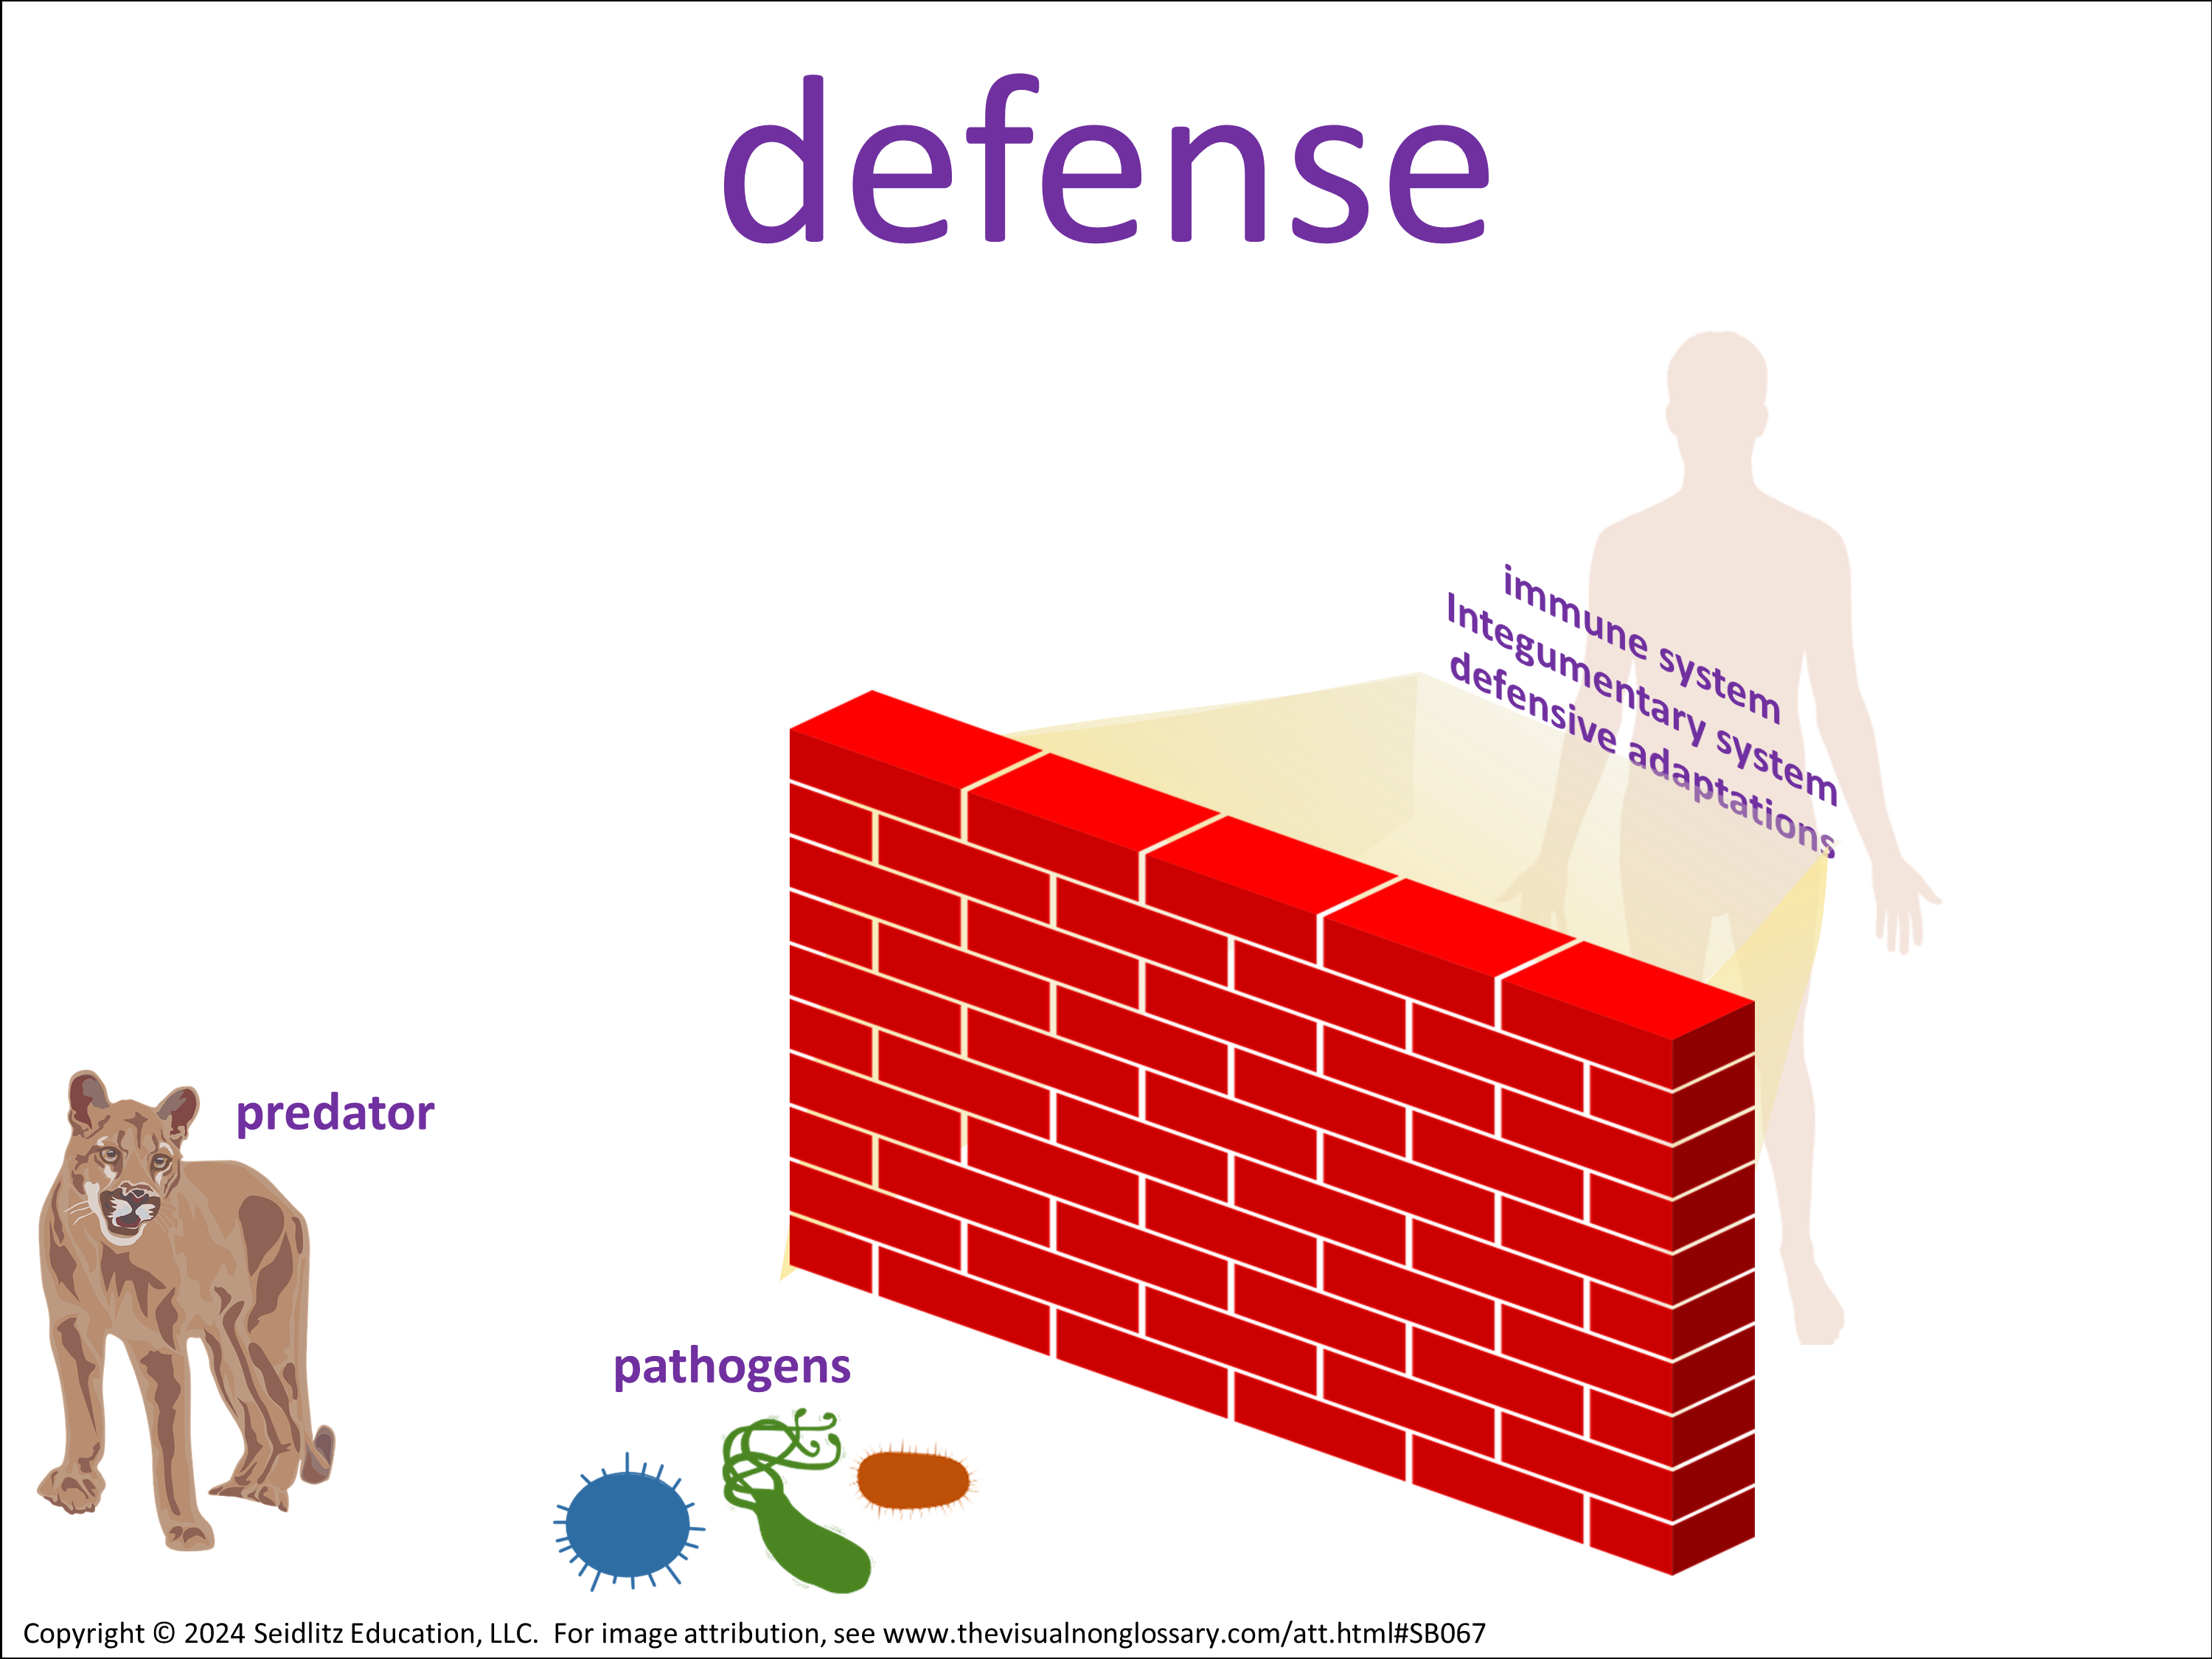 defense
immune system
Integumentary system
defensive adaptations
predator
pathogens
Copyright © 2024 Seidlitz Education, LLC.  For image attribution, see www.thevisualnonglossary.com/att.html#SB067